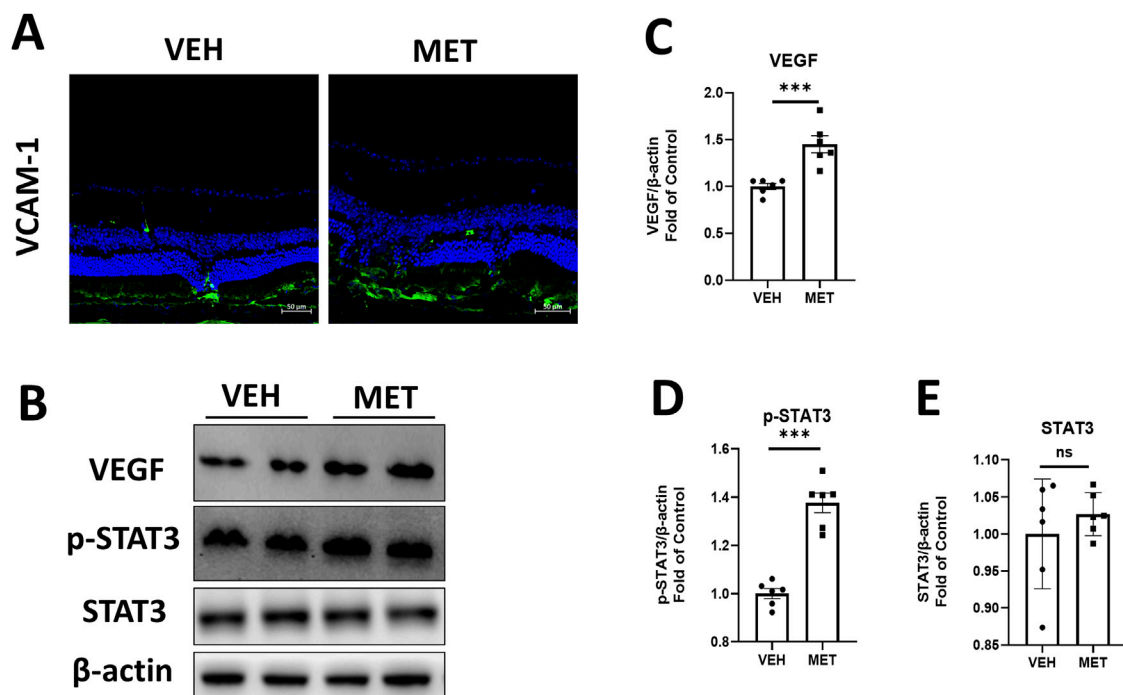 A
VEH
MET
VCAM-1
50 µm
50 µm
B
VEH
MET
VEGF
p-STAT3
STAT3
β-actin
C
VEGF
***
VEGF/β-actin
Fold of Control
2.0
1.5
1.0
0.5
0.0
VEH
MET
D
p-STAT3
***
p-STAT3/β-actin
Fold of Control
1.6
1.4
1.2
1.0
0.8
VEH
MET
E
STAT3
ns
STAT3/β-actin
Fold of Control
1.10
1.05
1.00
0.95
0.90
0.85
VEH
MET